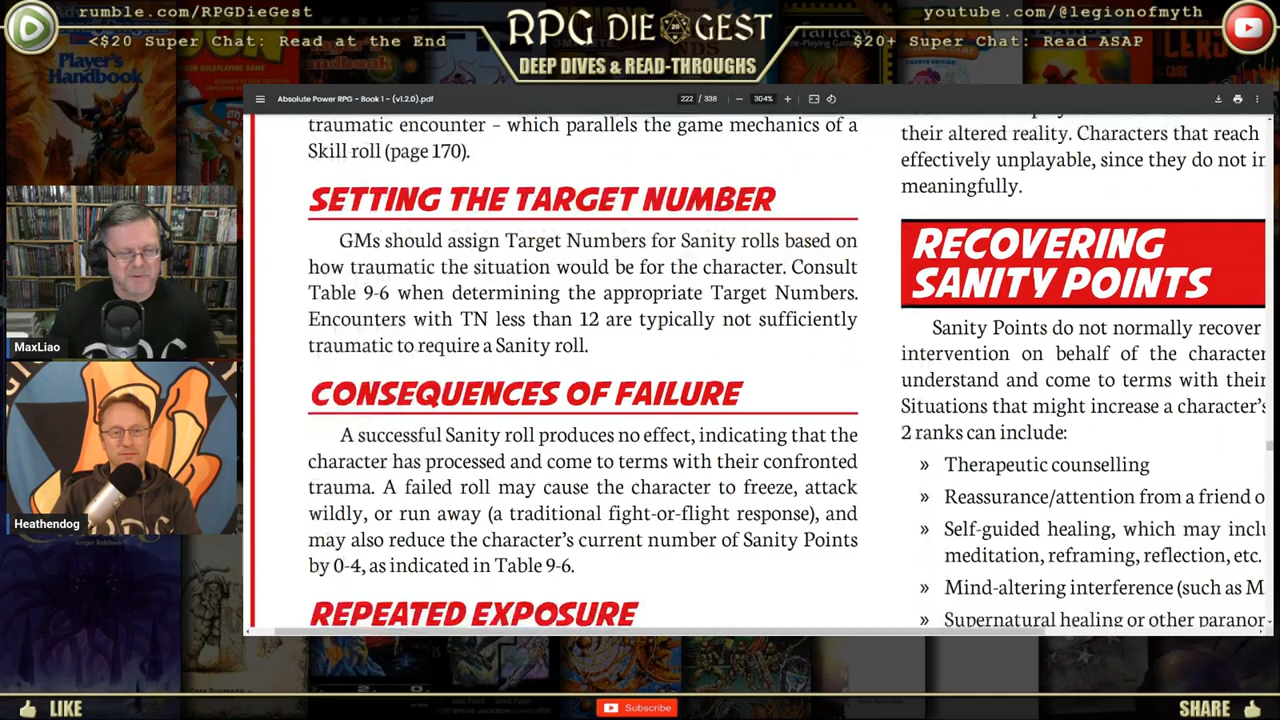 rumble.com/RPGDieGest
<$20 Super Chat: Read at the End
RPG DIE GEST
DEEP DIVES & READ-THROUGHS
youtube.com/@legionofmyth
$20+ Super Chat: Read ASAP
Player's
Handbook
Absolute Power RPG - Book 1 - (v1.2.0).pdf
222 / 338
304%
traumatic encounter – which parallels the game mechanics of a
Skill roll (page 170).
SETTING THE TARGET NUMBER
GMs should assign Target Numbers for Sanity rolls based on
how traumatic the situation would be for the character. Consult
Table 9-6 when determining the appropriate Target Numbers.
Encounters with TN less than 12 are typically not sufficiently
traumatic to require a Sanity roll.
CONSEQUENCES OF FAILURE
A successful Sanity roll produces no effect, indicating that the
character has processed and come to terms with their confronted
trauma. A failed roll may cause the character to freeze, attack
wildly, or run away (a traditional fight-or-flight response), and
may also reduce the character's current number of Sanity Points
by 0-4, as indicated in Table 9-6.
REPEATED EXPOSURE
their altered reality. Characters that reach
effectively unplayable, since they do not in
meaningfully.
RECOVERING
SANITY POINTS
Sanity Points do not normally recover
intervention on behalf of the character
understand and come to terms with their
Situations that might increase a character's
2 ranks can include:
» Therapeutic counselling
» Reassurance/attention from a friend o
» Self-guided healing, which may inclu
meditation, reframing, reflection, etc.
» Mind-altering interference (such as M
» Supernatural healing or other paranor-
MaxLiao
Heathendog
LIKE
Subscribe
SHARE